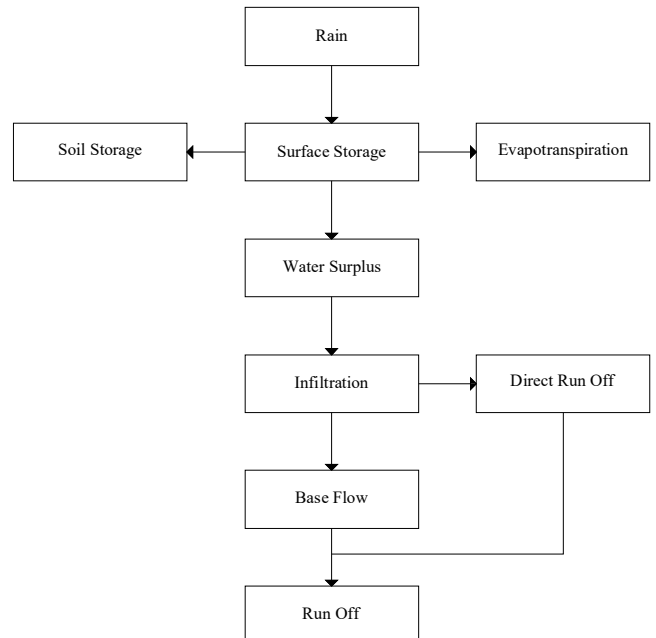 Rain
Soil Storage
Surface Storage
Evapotranspiration
Water Surplus
Infiltration
Direct Run Off
Base Flow
Run Off